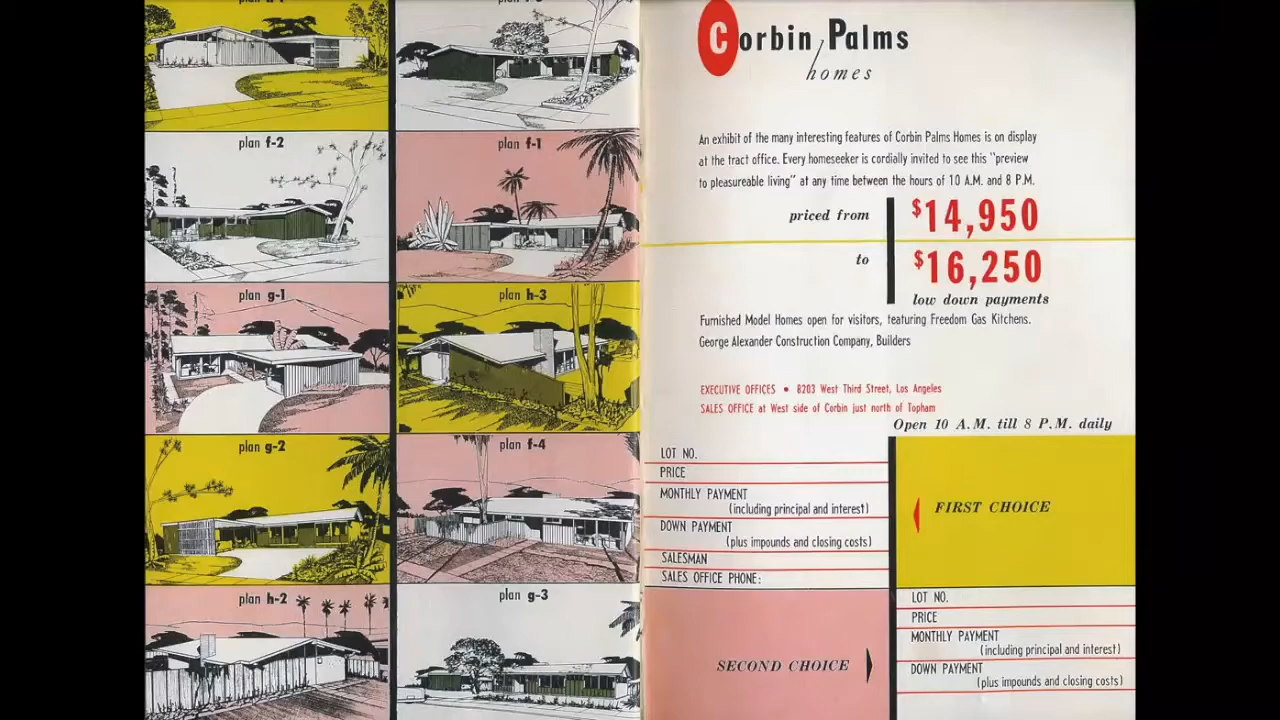 plan f-2
plan f-1
plan g-1
plan h-3
plan g-2
plan f-4
plan h-2
plan g-3
Corbin Palms
homes
An exhibit of the many interesting features of Corbin Palms Homes is on display
at the tract office. Every homeseeker is cordially invited to see this "preview
to pleasureable living" at any time between the hours of 10 A.M. and 8 P.M.
priced from $14,950
to $16,250
low down payments
Furnished Model Homes open for visitors, featuring Freedom Gas Kitchens.
George Alexander Construction Company, Builders
EXECUTIVE OFFICES • 8203 West Third Street, Los Angeles
SALES OFFICE at West side of Corbin just north of Topham
Open 10 A.M. till 8 P.M. daily
LOT NO.
PRICE
MONTHLY PAYMENT
(including principal and interest)
DOWN PAYMENT
(plus impounds and closing costs)
SALESMAN
SALES OFFICE PHONE:
FIRST CHOICE
SECOND CHOICE
LOT NO.
PRICE
MONTHLY PAYMENT
(including principal and interest)
DOWN PAYMENT
(plus impounds and closing costs)